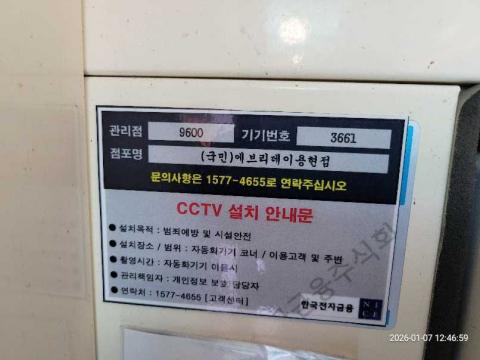 관리점 9600 기기번호 3661
점포명 (국민)에브리데이용현점
문의사항은 1577-4655로 연락주십시오
CCTV 설치 안내문
● 설치목적 : 범죄예방 및 시설안전
● 설치장소 / 범위 : 자동화기기 코너 / 이용고객 및 주변
● 촬영시간 : 자동화기기 이용시
● 관리책임자 : 개인정보 보호 담당자
● 연락처 : 1577-4655 [고객센터]
한국전자금융 NICE
금융주식회
2026-01-07 12:46:59